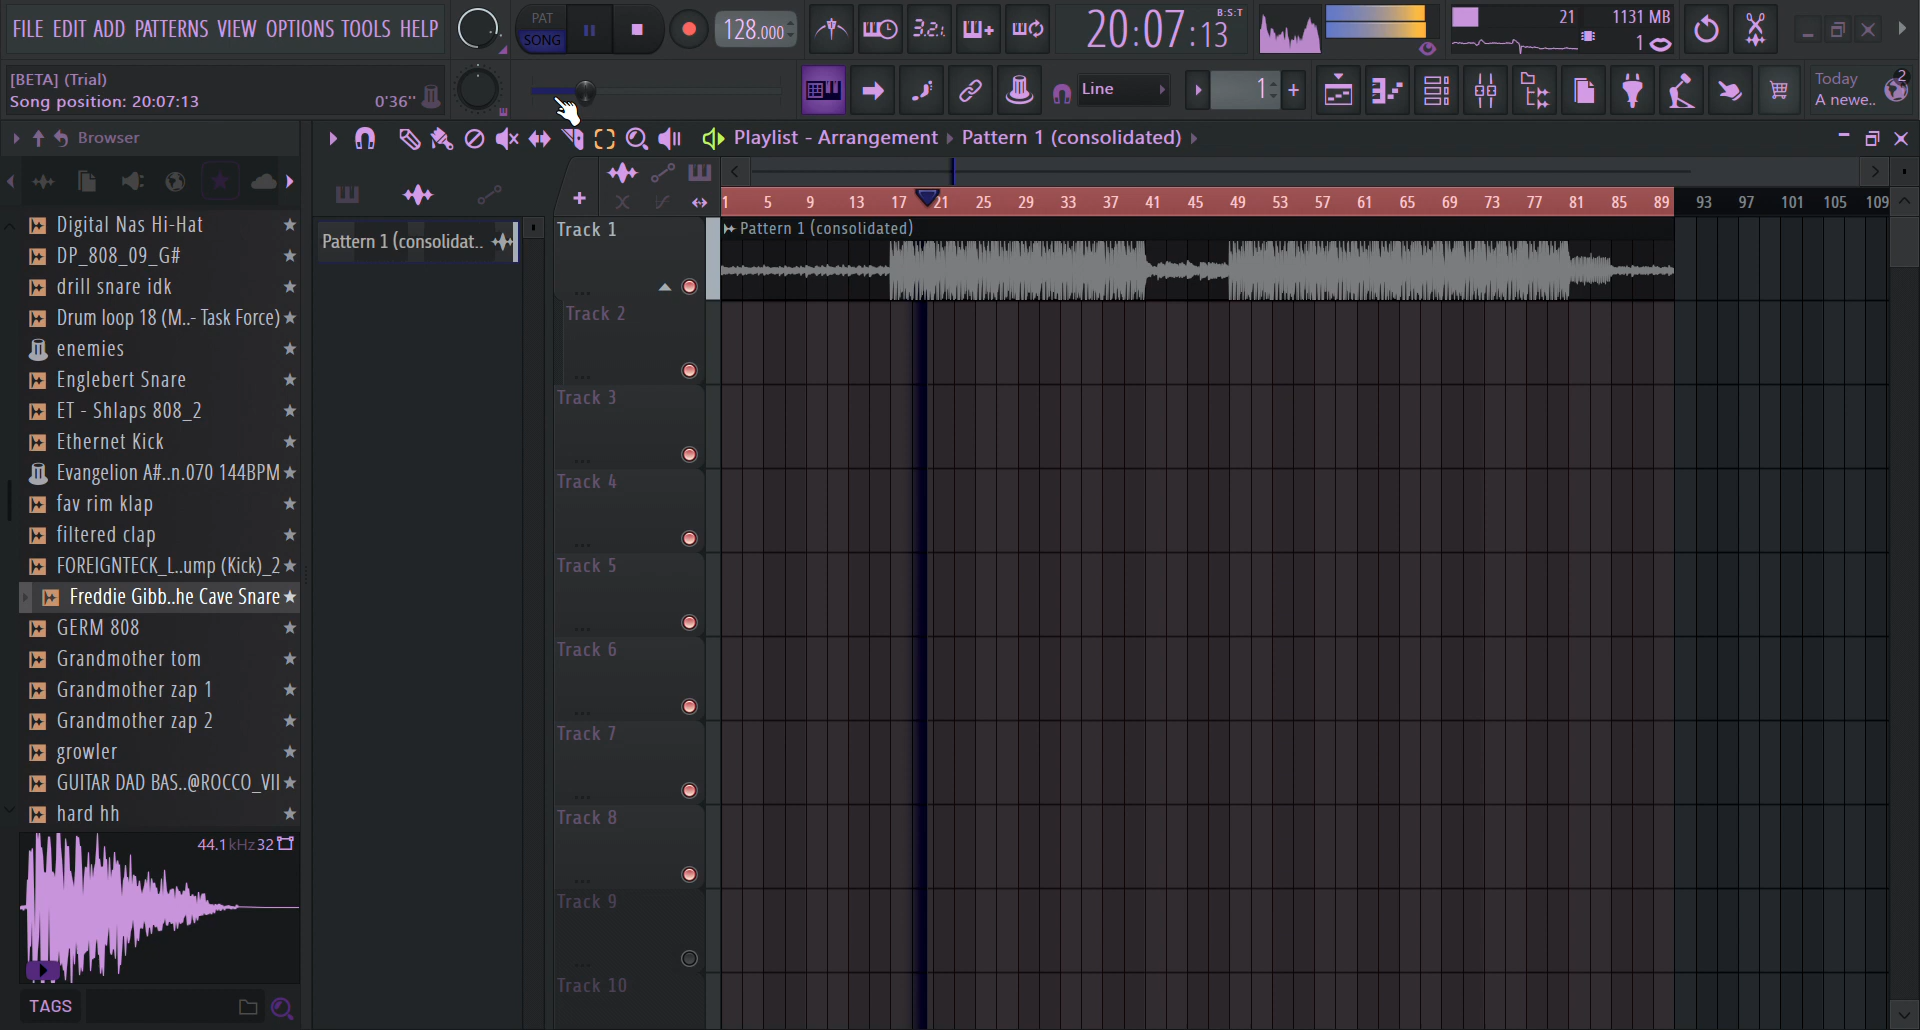 FILE EDIT ADD PATTERNS VIEW OPTIONS TOOLS HELP
PAT
SONG
128.000
3.2.1
20:07:13
B:S:T
21
1131 MB
1
[BETA] (Trial)
Song position: 20:07:13
0'36''
Line
1
Today
2
A newe..
Browser
Playlist - Arrangement
Pattern 1 (consolidated)
1 5 9 13 17 21 25 29 33 37 41 45 49 53 57 61 65 69 73 77 81 85 89 93 97 101 105 109
Digital Nas Hi-Hat
DP_808_09_G#
drill snare idk
Drum loop 18 (M..- Task Force)
enemies
Englebert Snare
ET - Shlaps 808_2
Ethernet Kick
Evangelion A#..n.070 144BPM
fav rim klap
filtered clap
FOREIGNTECK_L..ump (Kick)_2
Freddie Gibb..he Cave Snare
GERM 808
Grandmother tom
Grandmother zap 1
Grandmother zap 2
growler
GUITAR DAD BAS..@ROCCO_VII
hard hh
44.1kHz 32
TAGS
Pattern 1 (consolidat..
Track 1
Pattern 1 (consolidated)
Track 2
Track 3
Track 4
Track 5
Track 6
Track 7
Track 8
Track 9
Track 10